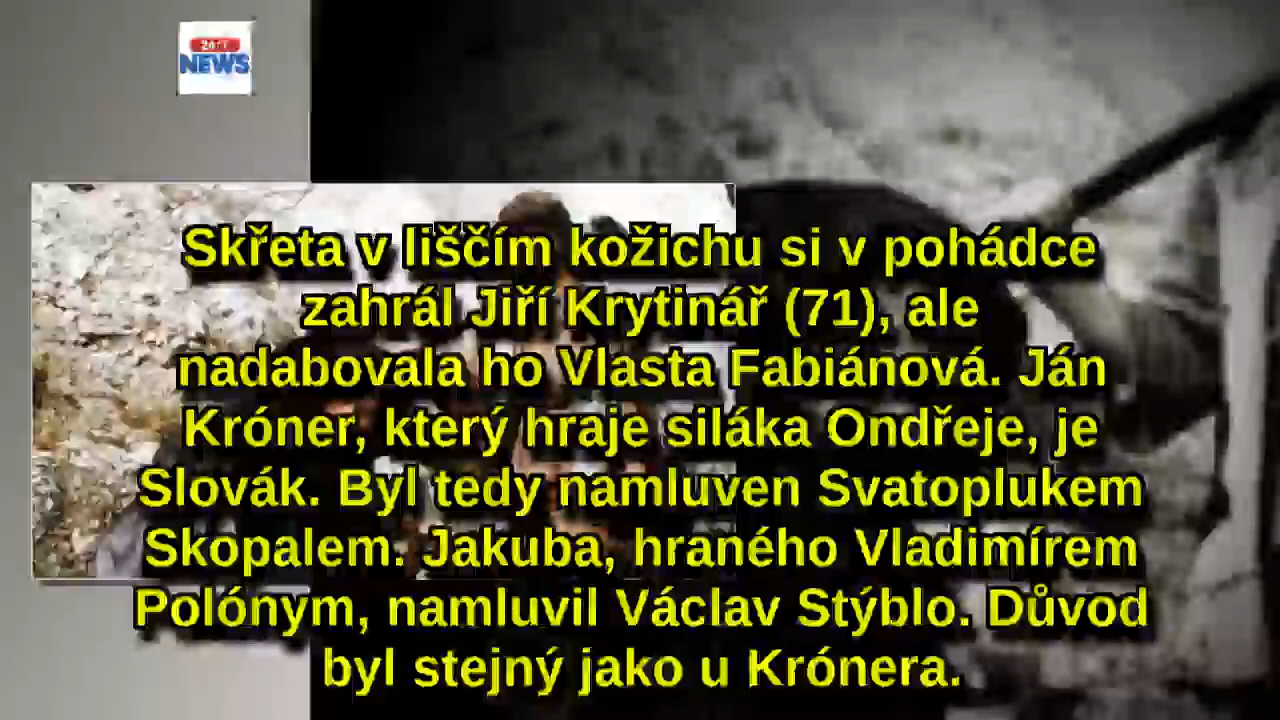 24/7
NEWS
Skřeta v liščím kožichu si v pohádce
zahrál Jiří Krytinář (71), ale
nadabovala ho Vlasta Fabiánová. Ján
Króner, který hraje siláka Ondřeje, je
Slovák. Byl tedy namluven Svatoplukem
Skopalem. Jakuba, hraného Vladimírem
Polónym, namluvil Václav Stýblo. Důvod
byl stejný jako u Krónera.